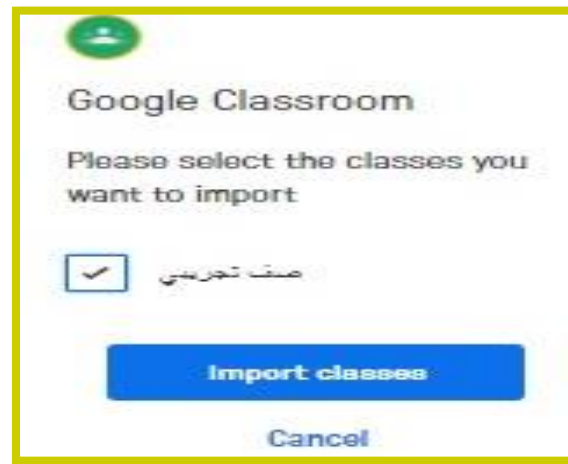 Google Classroom
Please select the classes you
want to import
صف تجريبي
Import classes
Cancel